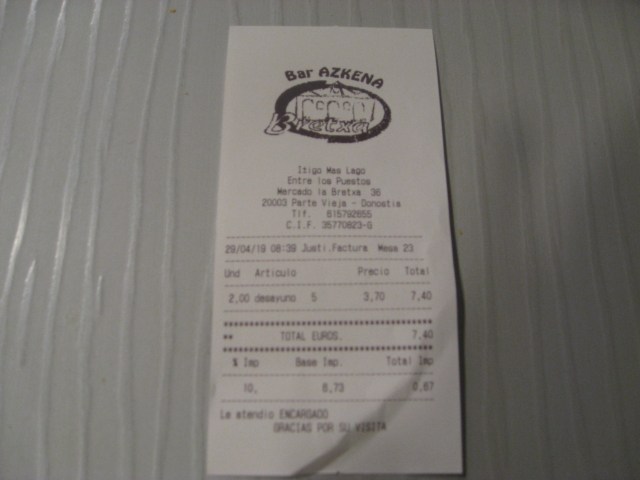 Bar AZKENA
Bretxa
Itigo Mas Lago
Entre los Puestos
Mercado la Bretxa 36
20003 Parte Vieja - Donostia
Tlf. 615792655
C.I.F. 35770823-G
29/04/19 08:39 Justi.Factura Mesa 23
Und Articulo Precio Total
2,00 desayuno 5 3,70 7,40
** TOTAL EUROS. 7,40
% Imp Base Imp. Total Imp
10, 6,73 0,67
Le atendio ENCARGADO
GRACIAS POR SU VISITA